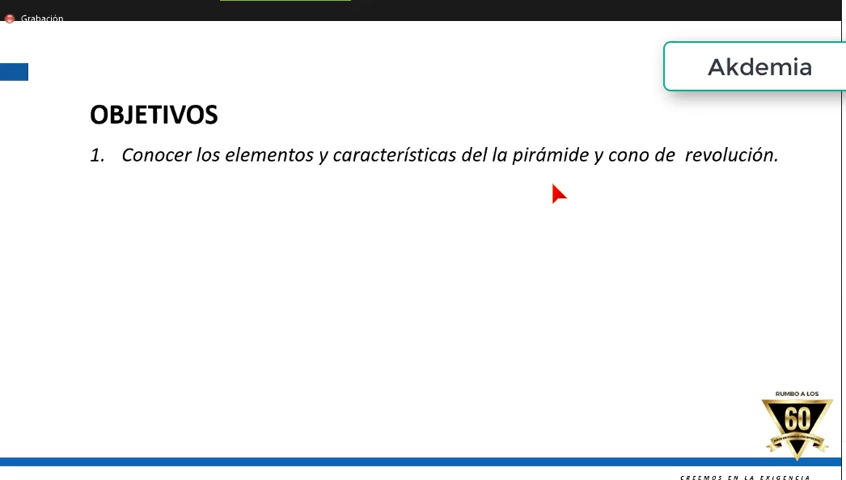 Grabación
Akdemia
OBJETIVOS
1. Conocer los elementos y características del la pirámide y cono de revolución.
RUMBO A LOS
60
CREEMOS EN LA EXIGENCIA